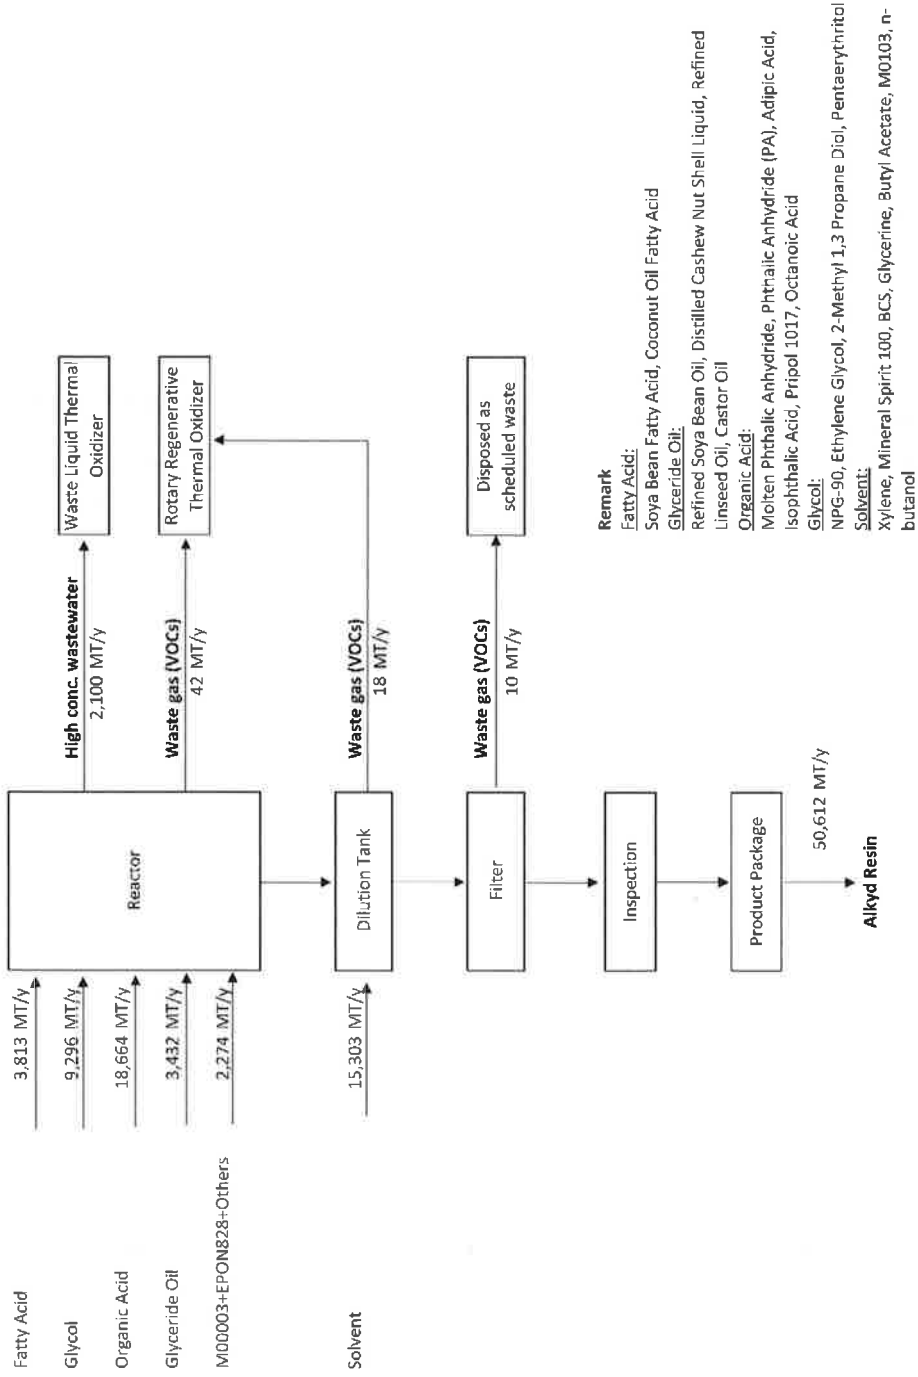 Fatty Acid
3,813 MT/y
Glycol
9,296 MT/y
Organic Acid
18,664 MT/y
Glyceride Oil
3,432 MT/y
M00003+EPON828+Others
2,274 MT/y
Reactor
High conc. wastewater
2,100 MT/y
Waste Liquid Thermal
Oxidizer
Waste gas (VOCs)
42 MT/y
Rotary Regenerative
Thermal Oxidizer
Solvent
15,303 MT/y
Dilution Tank
Waste gas (VOCs)
18 MT/y
Filter
Waste gas (VOCs)
10 MT/y
Disposed as
scheduled waste
Inspection
Product Package
50,612 MT/y
Alkyd Resin
Remark
Fatty Acid:
Soya Bean Fatty Acid, Coconut Oil Fatty Acid
Glyceride Oil:
Refined Soya Bean Oil, Distilled Cashew Nut Shell Liquid, Refined
Linseed Oil, Castor Oil
Organic Acid:
Molten Phthalic Anhydride, Phthalic Anhydride (PA), Adipic Acid,
Isophthalic Acid, Pripol 1017, Octanoic Acid
Glycol:
NPG-90, Ethylene Glycol, 2-Methyl 1,3 Propane Diol, Pentaerythritol
Solvent:
Xylene, Mineral Spirit 100, BCS, Glycerine, Butyl Acetate, M0103, n-
butanol